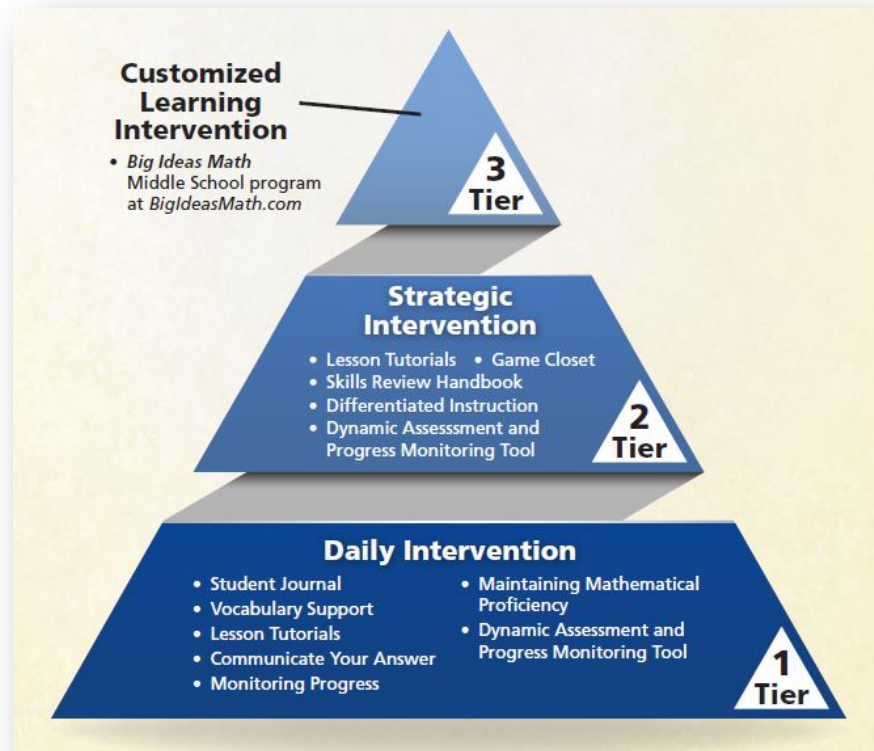 Customized
Learning
Intervention
• Big Ideas Math
Middle School program
at BigIdeasMath.com
3
Tier
Strategic
Intervention
• Lesson Tutorials • Game Closet
• Skills Review Handbook
• Differentiated Instruction
• Dynamic Assesssment and
Progress Monitoring Tool
2
Tier
Daily Intervention
• Student Journal
• Vocabulary Support
• Lesson Tutorials
• Communicate Your Answer
• Monitoring Progress
• Maintaining Mathematical
Proficiency
• Dynamic Assessment and
Progress Monitoring Tool
1
Tier